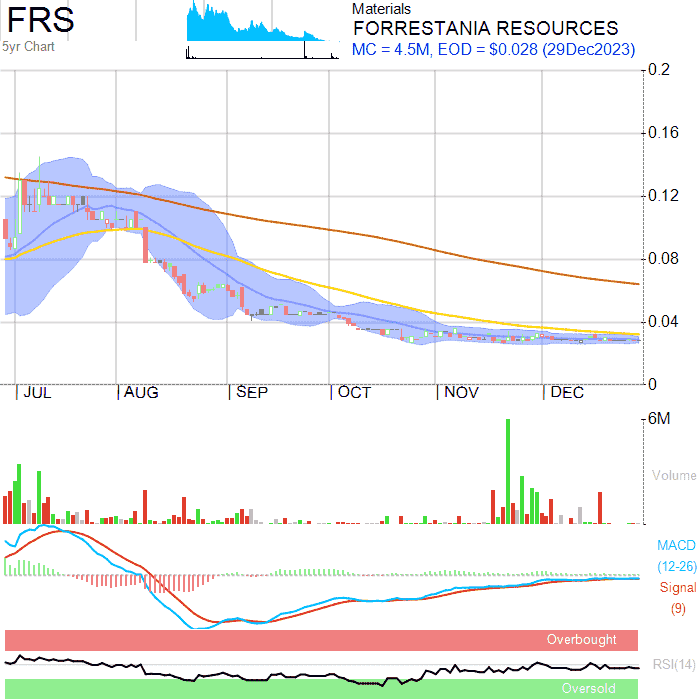 FRS
5yr Chart
Materials
FORRESTANIA RESOURCES
MC = 4.5M, EOD = $0.028 (29Dec2023)
0.2
0.16
0.12
0.08
0.04
0
JUL AUG SEP OCT NOV DEC
6M
Volume
MACD
(12-26)
Signal
(9)
Overbought
RSI(14)
Oversold